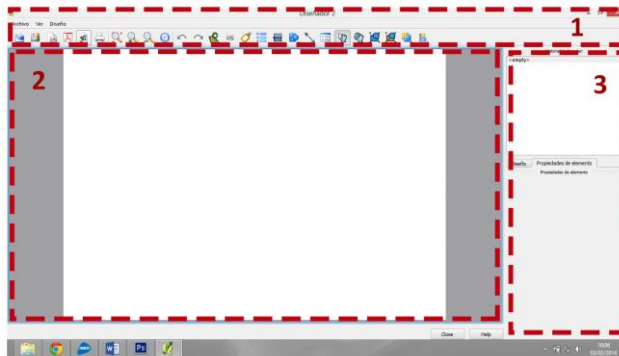 Diseñador 2
Archivo Ver Diseño
1
2
3
<empty>
Diseño Propiedades de elemento
Propiedades de elemento
Close Help
10:00